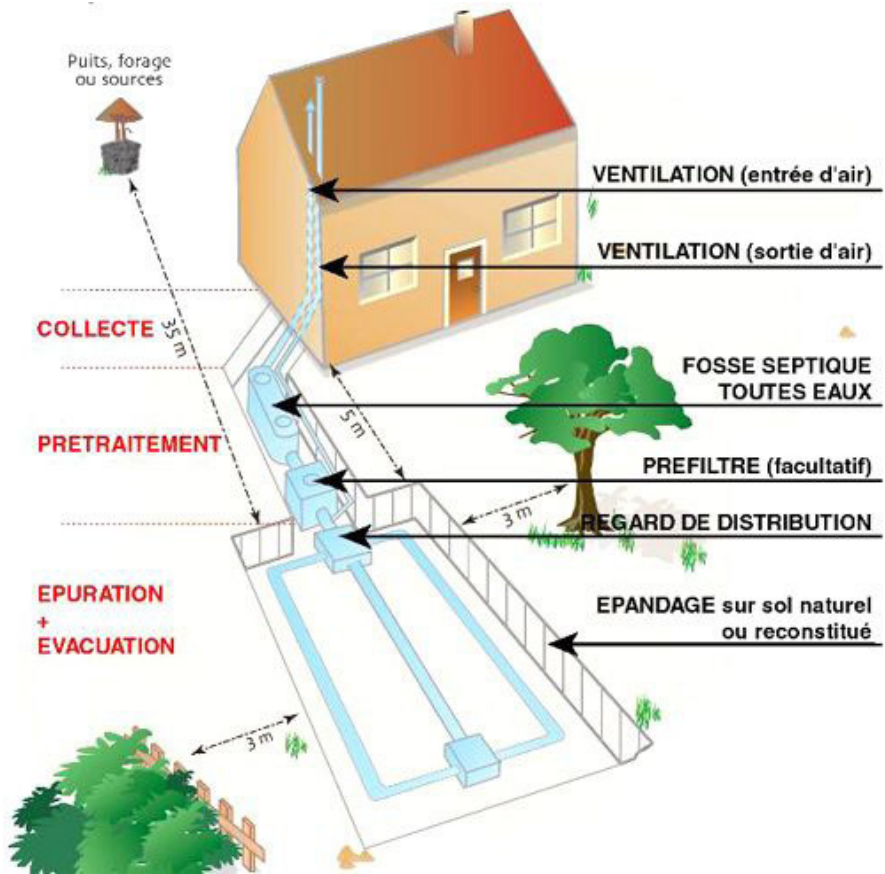 Puits, forage
ou sources
VENTILATION (entrée d'air)
VENTILATION (sortie d'air)
COLLECTE
35 m
FOSSE SEPTIQUE
TOUTES EAUX
5 m
PRETRAITEMENT
PREFILTRE (facultatif)
3 m
REGARD DE DISTRIBUTION
EPURATION
+
EVACUATION
EPANDAGE sur sol naturel
ou reconstitué
3 m